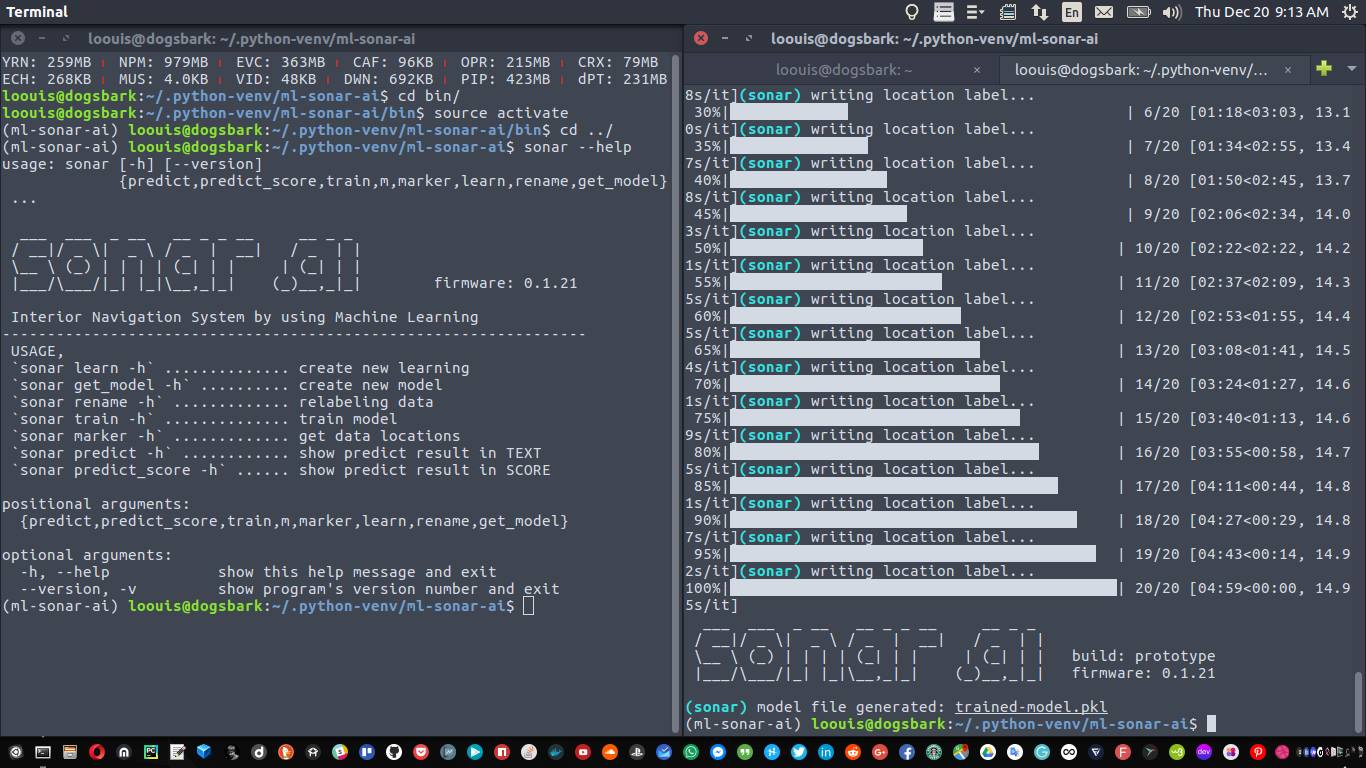 Terminal
En
Thu Dec 20 9:13 AM
loouis@dogsbark: ~/.python-venv/ml-sonar-ai
YRN: 259MB ı NPM: 979MB ı EVC: 363MB ı CAF: 96KB ı OPR: 215MB ı CRX: 79MB
ECH: 268KB ı MUS: 4.0KB ı VID: 48KB ı DWN: 692KB ı PIP: 423MB ı dPT: 231MB
loouis@dogsbark:~/.python-venv/ml-sonar-ai$ cd bin/
loouis@dogsbark:~/.python-venv/ml-sonar-ai/bin$ source activate
(ml-sonar-ai) loouis@dogsbark:~/.python-venv/ml-sonar-ai/bin$ cd ../
(ml-sonar-ai) loouis@dogsbark:~/.python-venv/ml-sonar-ai$ sonar --help
usage: sonar [-h] [--version]
{predict,predict_score,train,m,marker,learn,rename,get_model}
...
sonar ai
firmware: 0.1.21
Interior Navigation System by using Machine Learning
-----------------------------------------------------------------
USAGE,
`sonar learn -h` .............. create new learning
`sonar get_model -h` .......... create new model
`sonar rename -h` ............. relabeling data
`sonar train -h` .............. train model
`sonar marker -h` ............. get data locations
`sonar predict -h` ............ show predict result in TEXT
`sonar predict_score -h` ...... show predict result in SCORE
positional arguments:
{predict,predict_score,train,m,marker,learn,rename,get_model}
optional arguments:
-h, --help show this help message and exit
--version, -v show program's version number and exit
(ml-sonar-ai) loouis@dogsbark:~/.python-venv/ml-sonar-ai$
loouis@dogsbark: ~/.python-venv/ml-sonar-ai
loouis@dogsbark: ~
loouis@dogsbark: ~/.python-venv/...
8s/it](sonar) writing location label...
30%| | 6/20 [01:18<03:03, 13.1
0s/it](sonar) writing location label...
35%| | 7/20 [01:34<02:55, 13.4
7s/it](sonar) writing location label...
40%| | 8/20 [01:50<02:45, 13.7
8s/it](sonar) writing location label...
45%| | 9/20 [02:06<02:34, 14.0
3s/it](sonar) writing location label...
50%| | 10/20 [02:22<02:22, 14.2
1s/it](sonar) writing location label...
55%| | 11/20 [02:37<02:09, 14.3
5s/it](sonar) writing location label...
60%| | 12/20 [02:53<01:55, 14.4
5s/it](sonar) writing location label...
65%| | 13/20 [03:08<01:41, 14.5
4s/it](sonar) writing location label...
70%| | 14/20 [03:24<01:27, 14.6
1s/it](sonar) writing location label...
75%| | 15/20 [03:40<01:13, 14.6
9s/it](sonar) writing location label...
80%| | 16/20 [03:55<00:58, 14.7
5s/it](sonar) writing location label...
85%| | 17/20 [04:11<00:44, 14.8
1s/it](sonar) writing location label...
90%| | 18/20 [04:27<00:29, 14.8
7s/it](sonar) writing location label...
95%| | 19/20 [04:43<00:14, 14.9
2s/it](sonar) writing location label...
100%| | 20/20 [04:59<00:00, 14.9
5s/it]
sonar ai
build: prototype
firmware: 0.1.21
(sonar) model file generated: trained-model.pkl
(ml-sonar-ai) loouis@dogsbark:~/.python-venv/ml-sonar-ai$